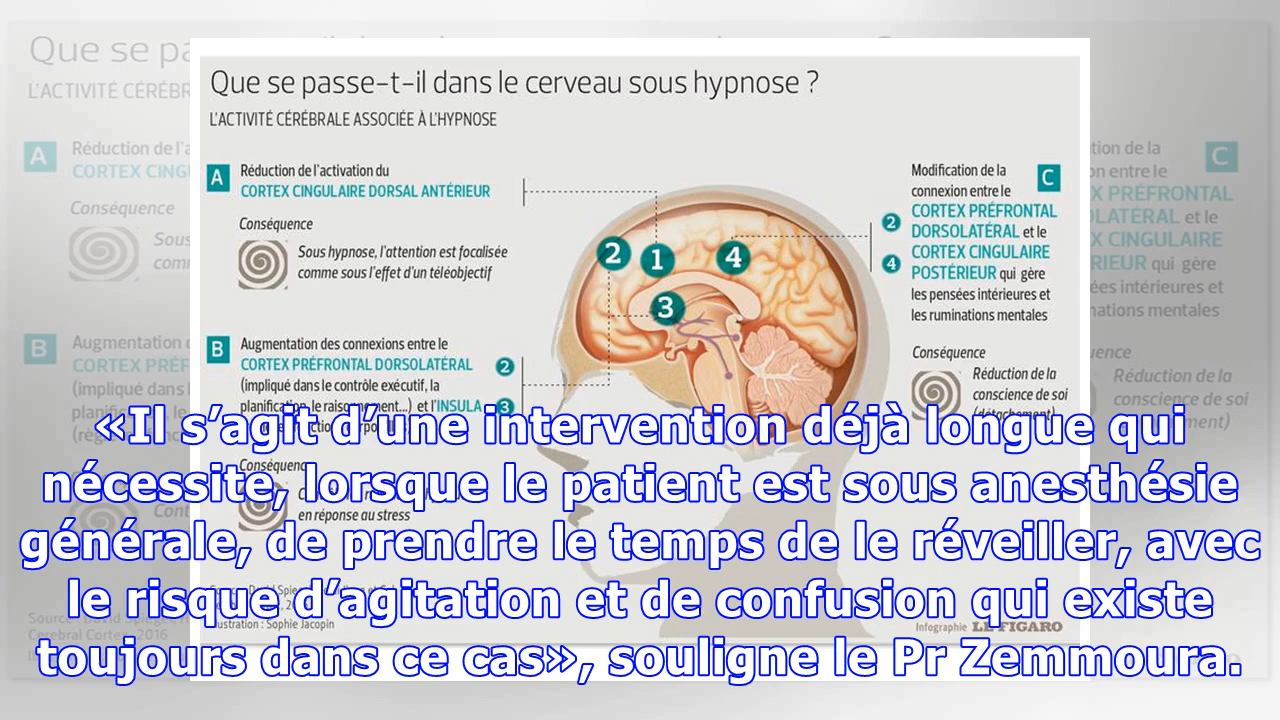 Que se passe-t-il dans le cerveau sous hypnose ?
L'ACTIVITÉ CÉRÉBRALE ASSOCIÉE À L'HYPNOSE
A
Réduction de l'activation du
CORTEX CINGULAIRE DORSAL ANTÉRIEUR
Conséquence
Sous hypnose, l'attention est focalisée
comme sous l'effet d'un téléobjectif
B
Augmentation des connexions entre le
CORTEX PRÉFRONTAL DORSOLATÉRAL 2
(impliqué dans le contrôle exécutif, la
planification, le raisonnement...) et l'INSULA 3
Conséquence
en réponse au stress
2
1
4
3
C
Modification de la
connexion entre le
2 CORTEX PRÉFRONTAL
DORSOLATÉRAL et le
4 CORTEX CINGULAIRE
POSTÉRIEUR qui gère
les pensées intérieures et
les ruminations mentales
Conséquence
Réduction de la
conscience de soi
(détachement)
Illustration : Sophie Jacopin
Infographie LE FIGARO
«Il s’agit d’une intervention déjà longue qui
nécessite, lorsque le patient est sous anesthésie
générale, de prendre le temps de le réveiller, avec
le risque d’agitation et de confusion qui existe
toujours dans ce cas», souligne le Pr Zemmoura.